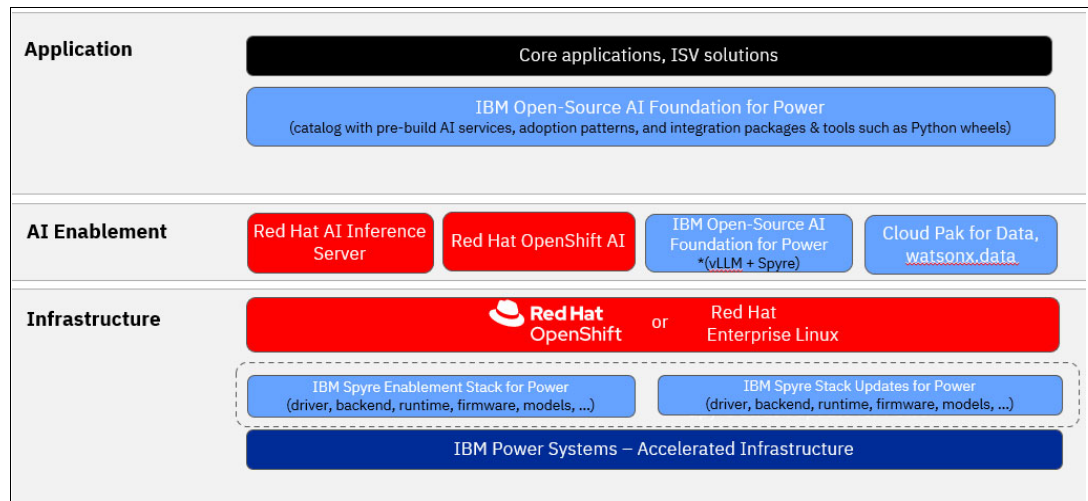 Application
Core applications, ISV solutions
IBM Open-Source AI Foundation for Power
(catalog with pre-build AI services, adoption patterns, and integration packages & tools such as Python wheels)
AI Enablement
Red Hat AI Inference
Server
Red Hat OpenShift AI
IBM Open-Source AI
Foundation for Power
*(vLLM + Spyre)
Cloud Pak for Data,
watsonx.data
Infrastructure
Red Hat
OpenShift
or
Red Hat
Enterprise Linux
IBM Spyre Enablement Stack for Power
(driver, backend, runtime, firmware, models, ...)
IBM Spyre Stack Updates for Power
(driver, backend, runtime, firmware, models, ...)
IBM Power Systems – Accelerated Infrastructure